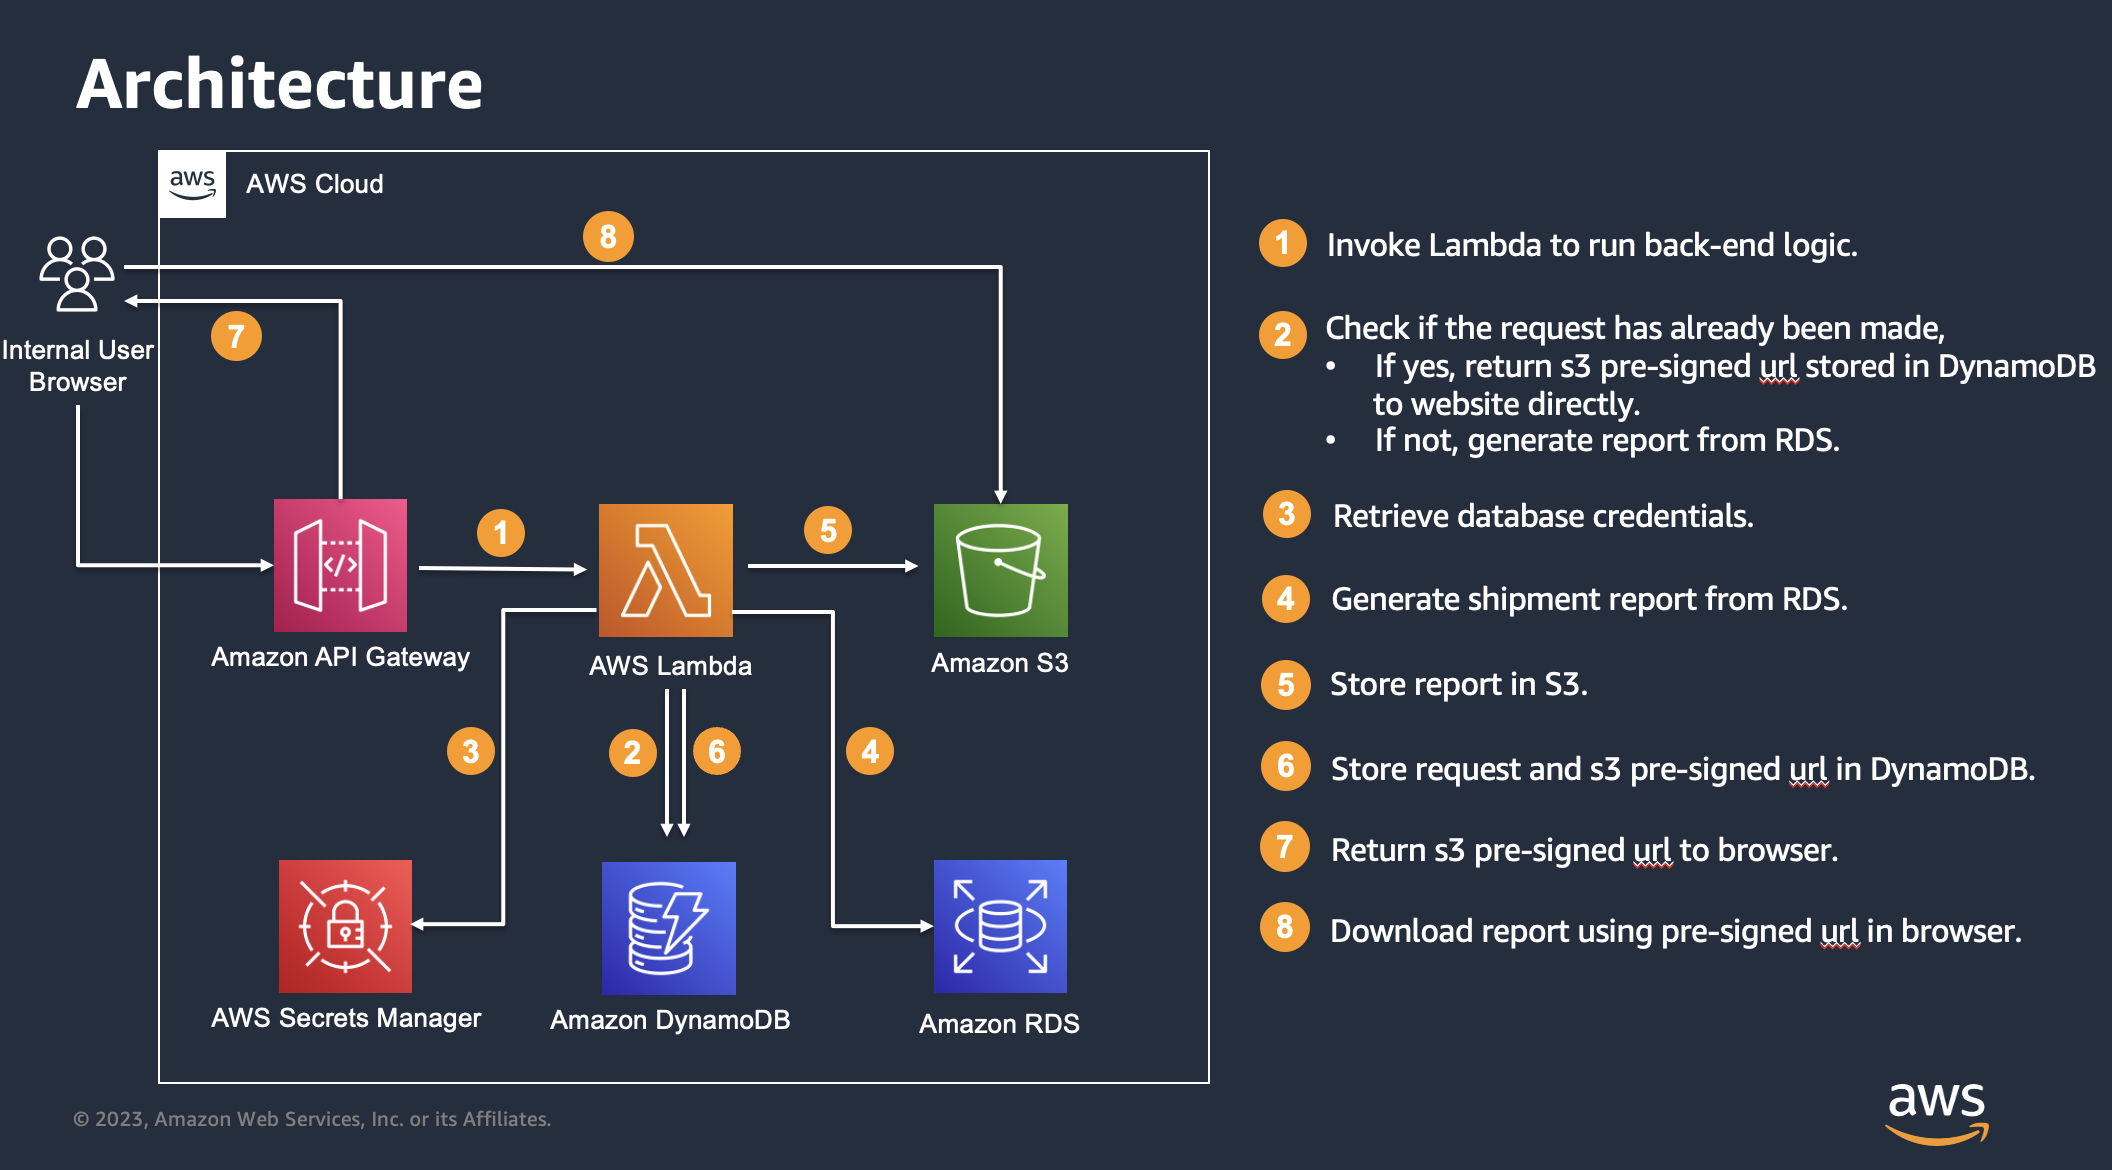 Architecture
aws
AWS Cloud
8
7
Internal User
Browser
1
5
</>
Amazon API Gateway
AWS Lambda
Amazon S3
3
2
6
4
AWS Secrets Manager
Amazon DynamoDB
Amazon RDS
1 Invoke Lambda to run back-end logic.
2 Check if the request has already been made,
• If yes, return s3 pre-signed url stored in DynamoDB
to website directly.
• If not, generate report from RDS.
3 Retrieve database credentials.
4 Generate shipment report from RDS.
5 Store report in S3.
6 Store request and s3 pre-signed url in DynamoDB.
7 Return s3 pre-signed url to browser.
8 Download report using pre-signed url in browser.
© 2023, Amazon Web Services, Inc. or its Affiliates.
aws